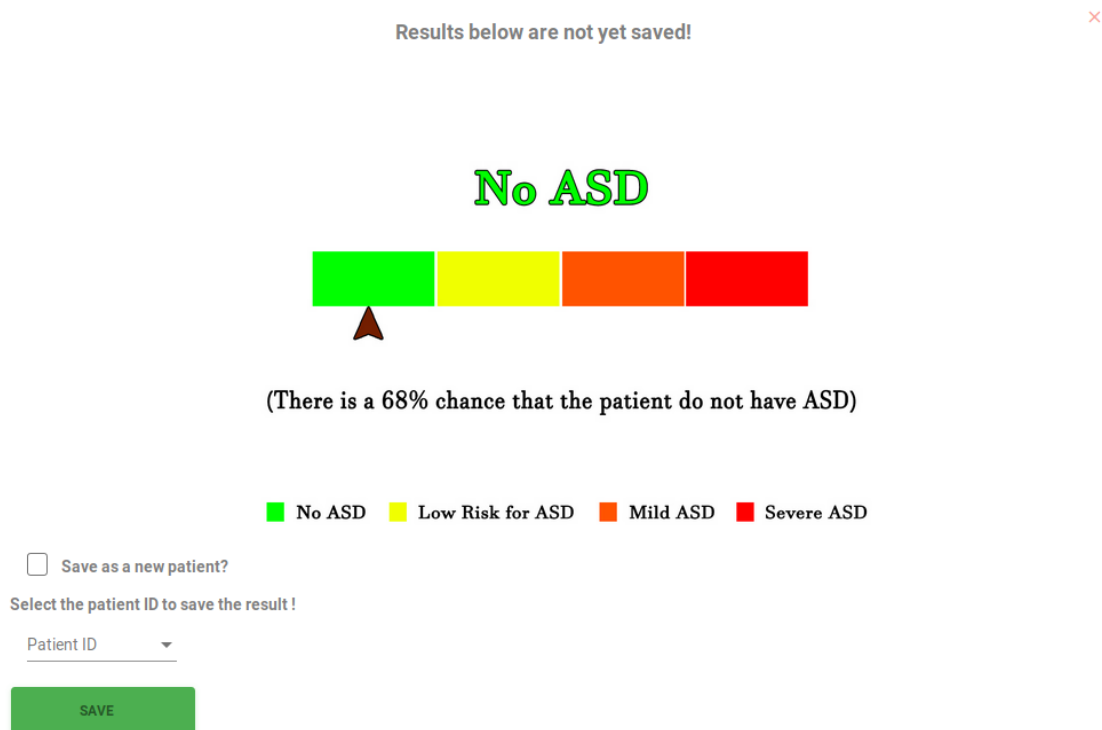 Results below are not yet saved!
No ASD
(There is a 68% chance that the patient do not have ASD)
No ASD Low Risk for ASD Mild ASD Severe ASD
Save as a new patient?
Select the patient ID to save the result !
Patient ID
SAVE